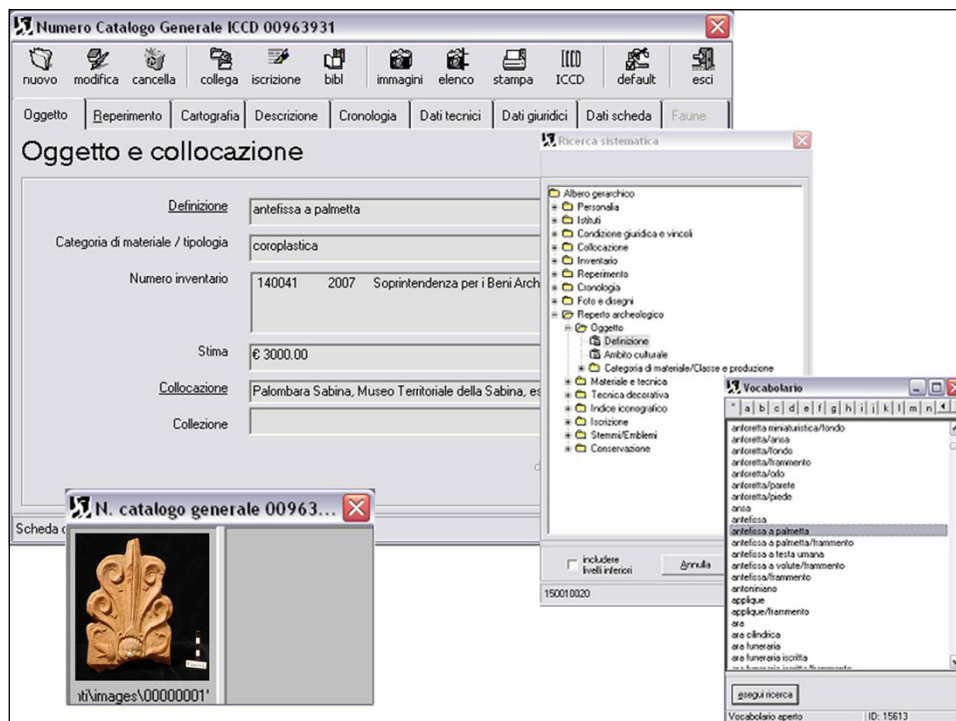 Numero Catalogo Generale ICCD 00963931
nuovo modifica cancella collega iscrizione bibl immagini elenco stampa ICCD default esci
Oggetto Reperimento Cartografia Descrizione Cronologia Dati tecnici Dati giuridici Dati scheda Faune
Oggetto e collocazione
Definizione antefissa a palmetta
Categoria di materiale / tipologia coroplastica
Numero inventario 140041 2007 Soprintendenza per i Beni Arch
Stima € 3000.00
Collocazione Palombara Sabina, Museo Territoriale della Sabina, es
Collezione
Scheda
Ricerca sistematica
Albero gerarchico
Personalia
Istituti
Condizione giuridica e vincoli
Collocazione
Inventario
Reperimento
Cronologia
Foto e disegni
Reperto archeologico
Oggetto
Definizione
Ambito culturale
Categoria di materiale/Classe e produzione
Materiale e tecnica
Tecnica decorativa
Indice iconografico
Iscrizione
Stemmi/Emblemi
Conservazione
includere
livelli inferiori
Annulla
150010020
Vocabolario
* a b c d e f g h i j k l m n
anforetta miniaturistica/fondo
anforetta/ansa
anforetta/fondo
anforetta/frammento
anforetta/orlo
anforetta/parete
anforetta/piede
ansa
antefissa
antefissa a palmetta
antefissa a palmetta/frammento
antefissa a testa umana
antefissa a volute/frammento
antefissa/frammento
antoniniano
applique
applique/frammento
ara
ara cilindrica
ara funeraria
ara funeraria iscritta
ara funeraria iscritta/frammento
esegui ricerca
Vocabolario aperto ID: 15613
N. catalogo generale 00963...
ti\images\00000001'